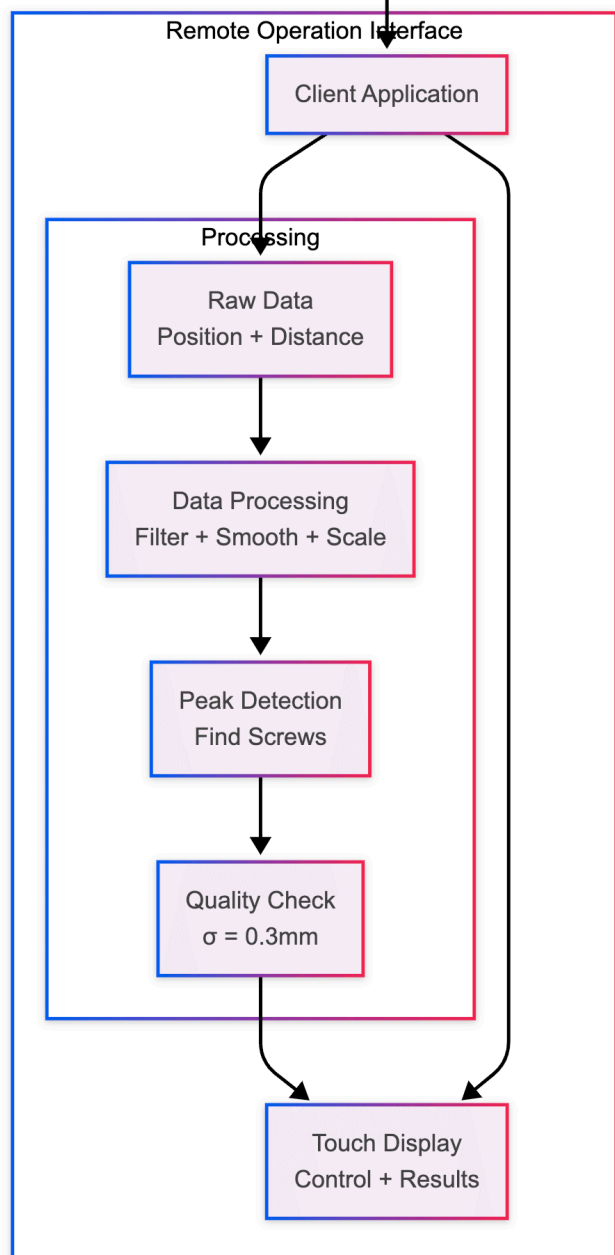 Remote Operation Interface
Client Application
Processing
Raw Data
Position + Distance
Data Processing
Filter + Smooth + Scale
Peak Detection
Find Screws
Quality Check
σ = 0.3mm
Touch Display
Control + Results